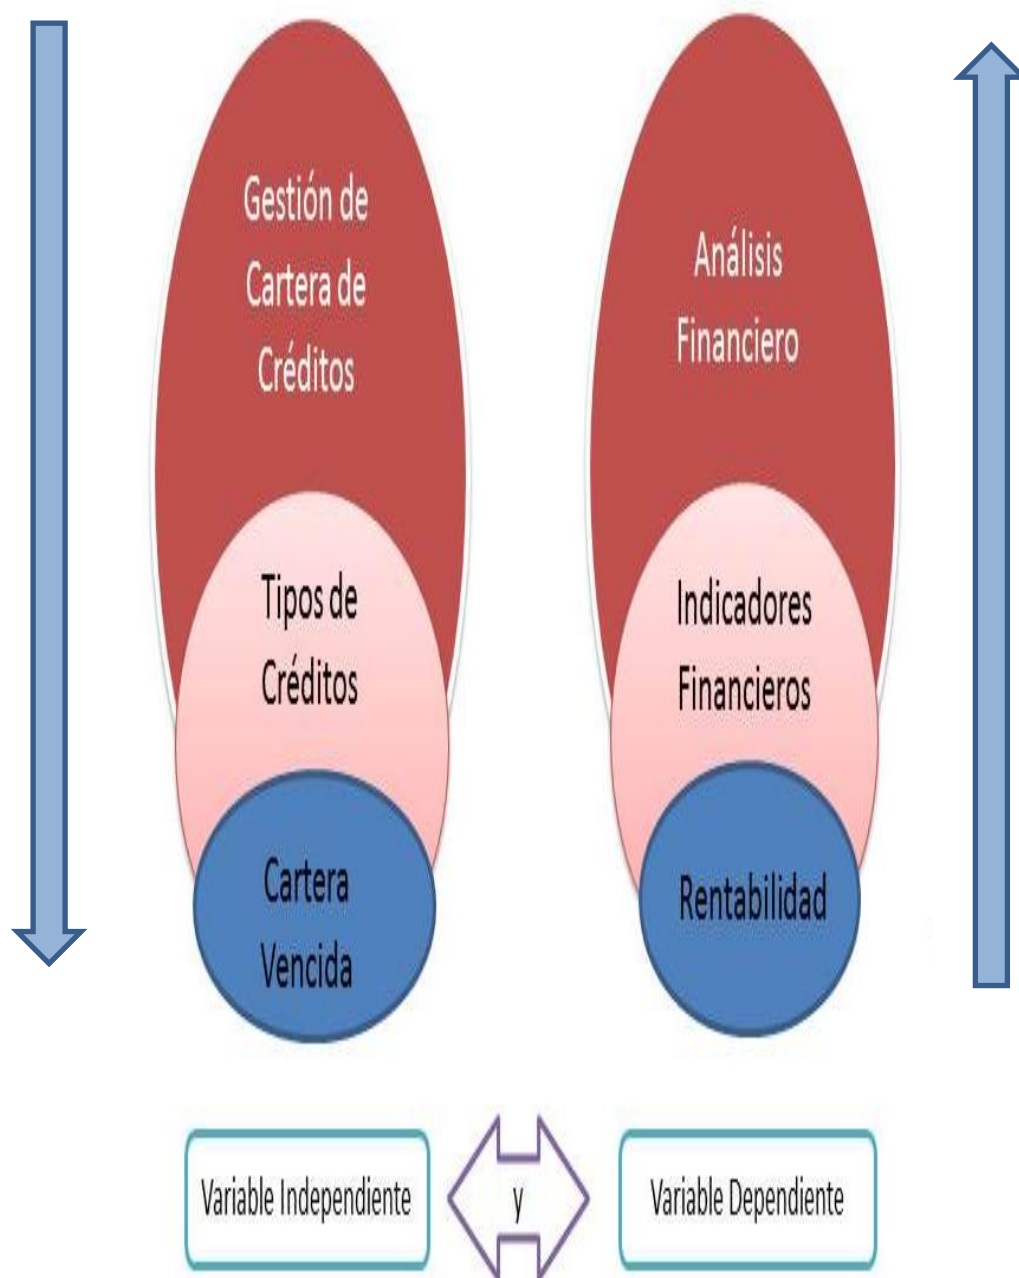 Gestión de
Cartera de
Créditos
Tipos de
Créditos
Cartera
Vencida
Análisis
Financiero
Indicadores
Financieros
Rentabilidad
Variable Independiente
y
Variable Dependiente